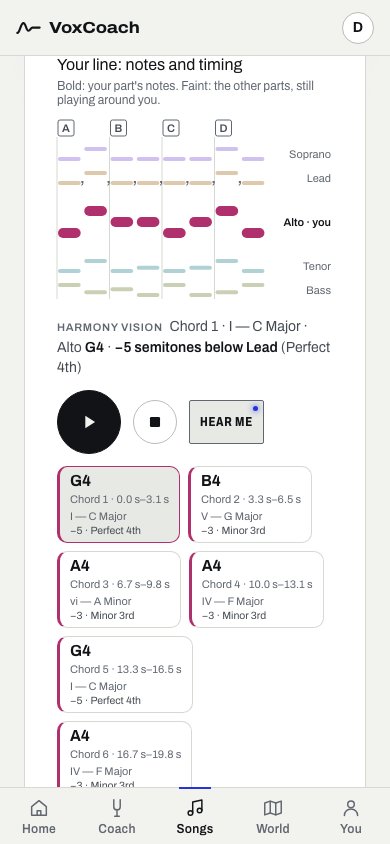 VoxCoach
D
Your line: notes and timing
Bold: your part's notes. Faint: the other parts, still
playing around you.
A
B
C
D
Soprano
Lead
Alto · you
Tenor
Bass
HARMONY VISION Chord 1 · I — C Major ·
Alto G4 · −5 semitones below Lead (Perfect
4th)
HEAR ME
G4
Chord 1 · 0.0 s–3.1 s
I — C Major
−5 · Perfect 4th
B4
Chord 2 · 3.3 s–6.5 s
V — G Major
−3 · Minor 3rd
A4
Chord 3 · 6.7 s–9.8 s
vi — A Minor
−3 · Minor 3rd
A4
Chord 4 · 10.0 s–13.1 s
IV — F Major
−3 · Minor 3rd
G4
Chord 5 · 13.3 s–16.5 s
I — C Major
−5 · Perfect 4th
A4
Chord 6 · 16.7 s–19.8 s
IV — F Major
−3 · Minor 3rd
Home
Coach
Songs
World
You